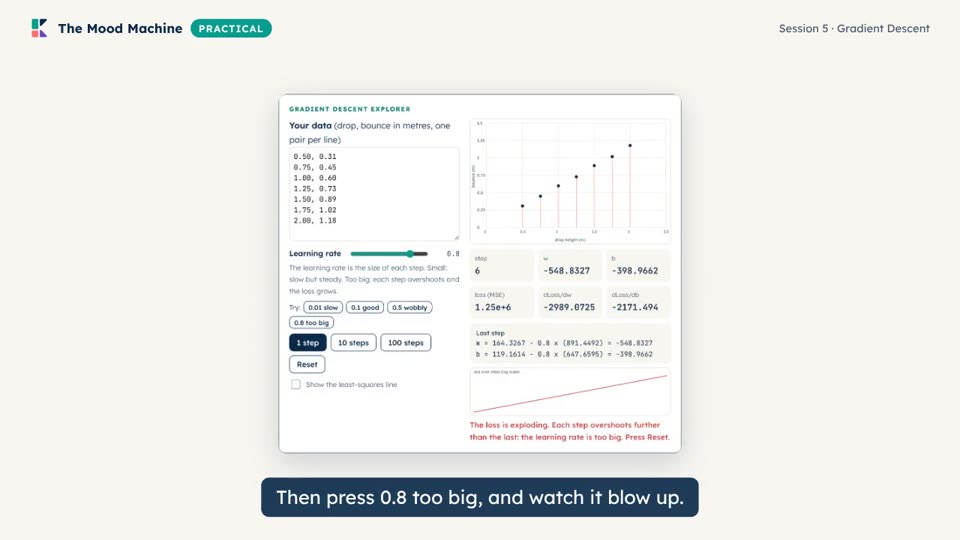 The Mood Machine PRACTICAL
Session 5 · Gradient Descent
GRADIENT DESCENT EXPLORER
Your data (drop, bounce in metres, one
pair per line)
0.50, 0.31
0.75, 0.45
1.00, 0.60
1.25, 0.73
1.50, 0.89
1.75, 1.02
2.00, 1.18
Learning rate 0.8
The learning rate is the size of each step. Small:
slow but steady. Too big: each step overshoots and
the loss grows.
Try: 0.01 slow 0.1 good 0.5 wobbly
0.8 too big
1 step 10 steps 100 steps
Reset
Show the least-squares line
drop height (m)
step w b
6 -548.8327 -398.9662
loss (MSE) dLoss/dw dLoss/db
1.25e+6 -2989.0725 -2171.494
Last step
w = 164.3267 - 0.8 x (891.4492) = -548.8327
b = 119.1614 - 0.8 x (647.6595) = -398.9662
The loss is exploding. Each step overshoots further
than the last: the learning rate is too big. Press Reset.
Then press 0.8 too big, and watch it blow up.